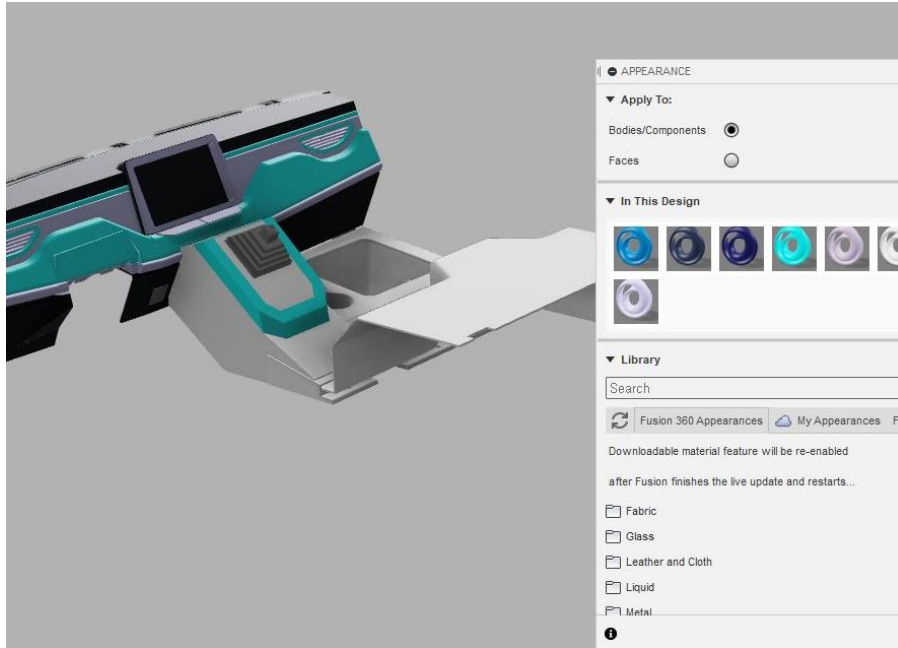 APPEARANCE
Apply To:
Bodies/Components
Faces
In This Design
Library
Search
Fusion 360 Appearances My Appearances F
Downloadable material feature will be re-enabled
after Fusion finishes the live update and restarts...
Fabric
Glass
Leather and Cloth
Liquid
Metal